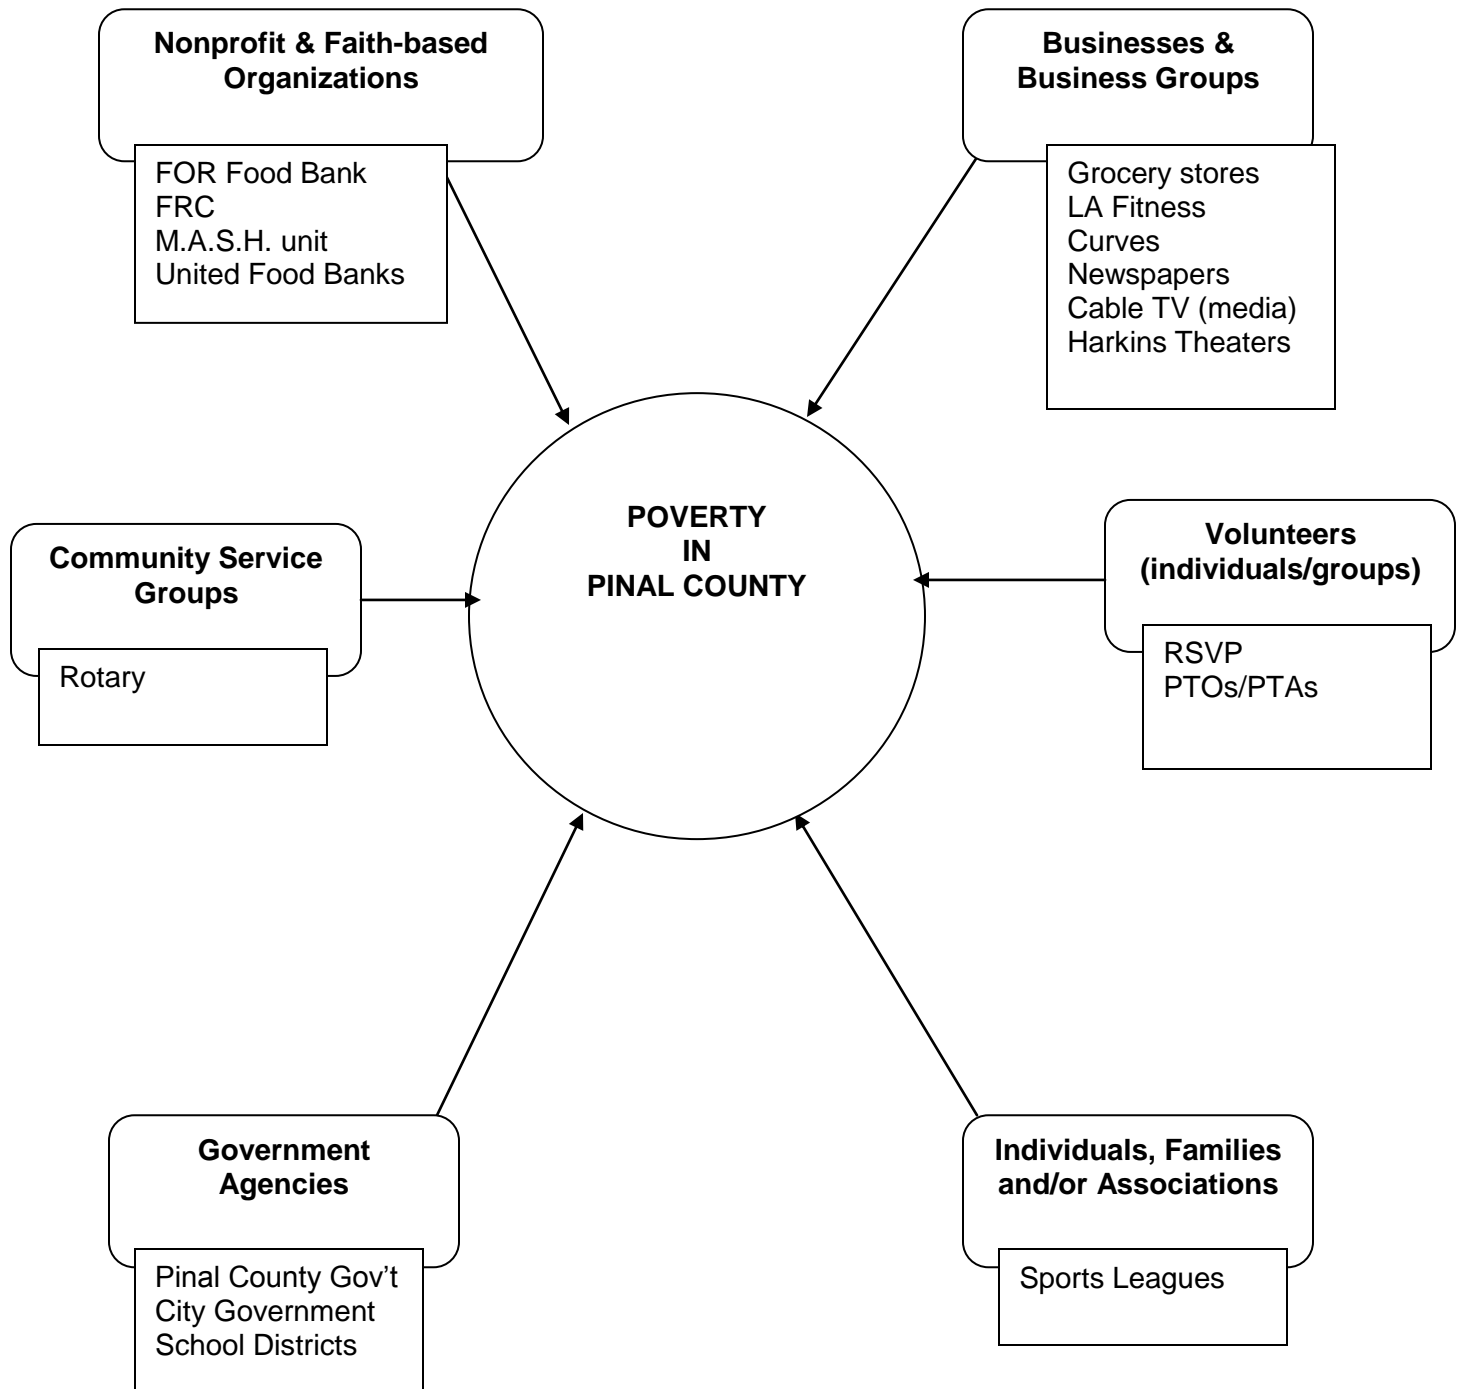 Nonprofit & Faith-based
Organizations
FOR Food Bank
FRC
M.A.S.H. unit
United Food Banks
Businesses &
Business Groups
Grocery stores
LA Fitness
Curves
Newspapers
Cable TV (media)
Harkins Theaters
POVERTY
IN
PINAL COUNTY
Community Service
Groups
Rotary
Volunteers
(individuals/groups)
RSVP
PTOs/PTAs
Government
Agencies
Pinal County Gov’t
City Government
School Districts
Individuals, Families
and/or Associations
Sports Leagues